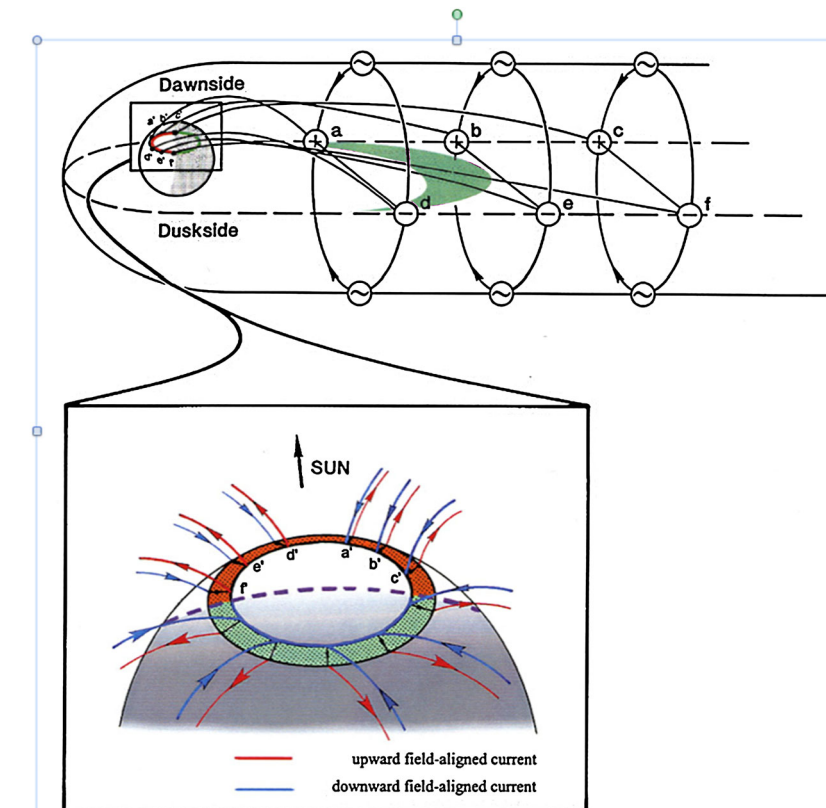 Dawnside
a' b' c'
d' e' f'
a
b
c
d
e
f
Duskside
SUN
d'
a'
e'
b'
c'
f'
upward field-aligned current
downward field-aligned current